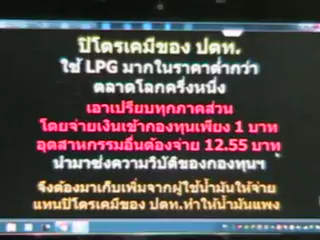 ปิโตรเคมีของ ปตท.
ใช้ LPG มากในราคาต่ำกว่า
ตลาดโลกครึ่งหนึ่ง
เอาเปรียบทุกภาคส่วน
โดยจ่ายเงินเข้ากองทุนเพียง 1 บาท
อุตสาหกรรมอื่นต้องจ่าย 12.55 บาท
นำมาซ่งความวิบัติของกองทุนฯ
จึงต้องมาเก็บเพิ่มจากผู้ใช้น้ำมันให้จ่าย
แทนปิโตรเคมีของ ปตท.ทำให้น้ำมันแพง